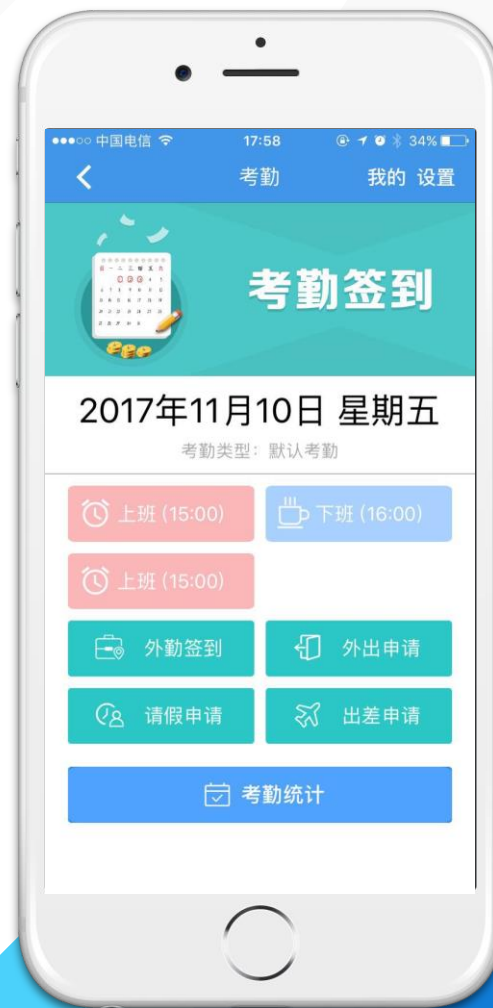 中国电信 17:58 34%
考勤 我的 设置
考勤签到
2017年11月10日 星期五
考勤类型：默认考勤
上班 (15:00) 下班 (16:00)
上班 (15:00)
外勤签到 外出申请
请假申请 出差申请
考勤统计